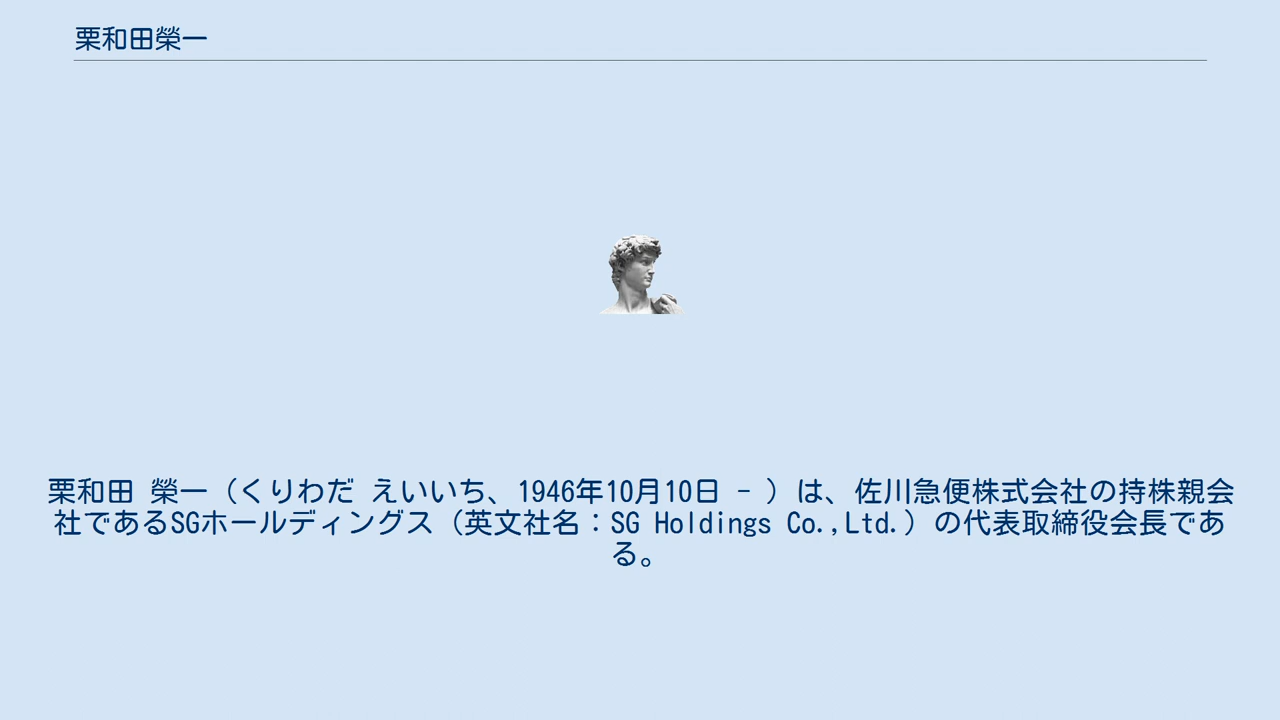 栗和田榮一
栗和田 榮一（くりわだ えいいち、1946年10月10日 - ）は、佐川急便株式会社の持株親会
社であるSGホールディングス（英文社名：SG Holdings Co.,Ltd.）の代表取締役会長であ
る。